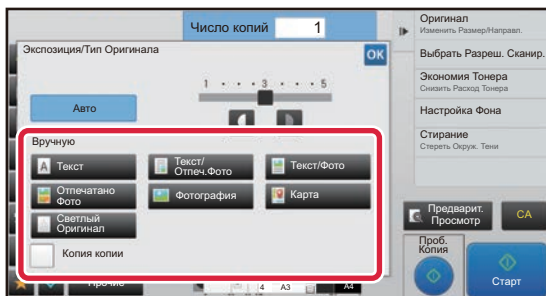 Число копий 1
Экспозиция/Тип Оригинала
OK
1 3 5
Авто
Вручную
A Текст
Текст/
Отпеч.Фото
Текст/Фото
Отпечатано
Фото
Фотография
Карта
Светлый
Оригинал
Копия копии
Прочие
4 A3
A4
Оригинал
Изменить Размер/Направл.
Выбрать Разреш. Сканир.
Экономия Тонера
Снизить Расход Тонера
Настройка Фона
Стирание
Стереть Окруж. Тени
Предварит.
Просмотр
CA
Проб.
Копия
Старт